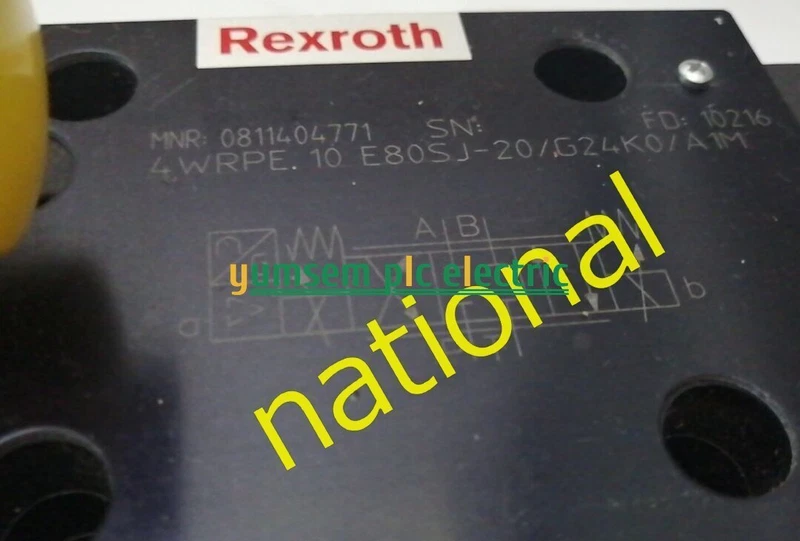 Rexroth
MNR: 0811404771 SN: FD: 10216
4WRPE 10 E80SJ-20/G24K0/A1M
A B
yumsem plc electric
a b
national